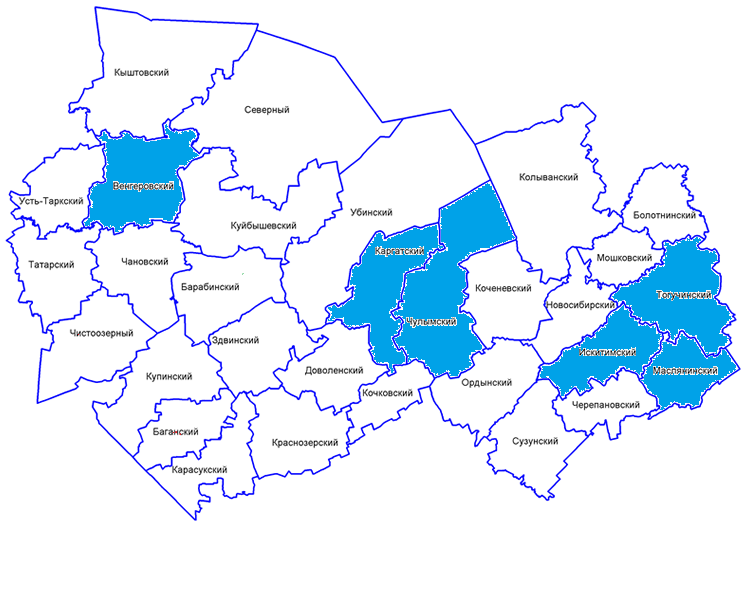 Кыштовский
Северный
Венгеровский
Усть-Таркский
Колыванский
Убинский
Болотнинский
Куйбышевский
Каргатский
Мошковский
Татарский
Чановский
Барабинский
Коченевский
Тогучинский
Новосибирский
Чулымский
Чистоозерный
Здвинский
Искитимский
Доволенский
Маслянинский
Купинский
Ордынский
Кочковский
Черепановский
Баганский
Краснозерский
Сузунский
Карасукский